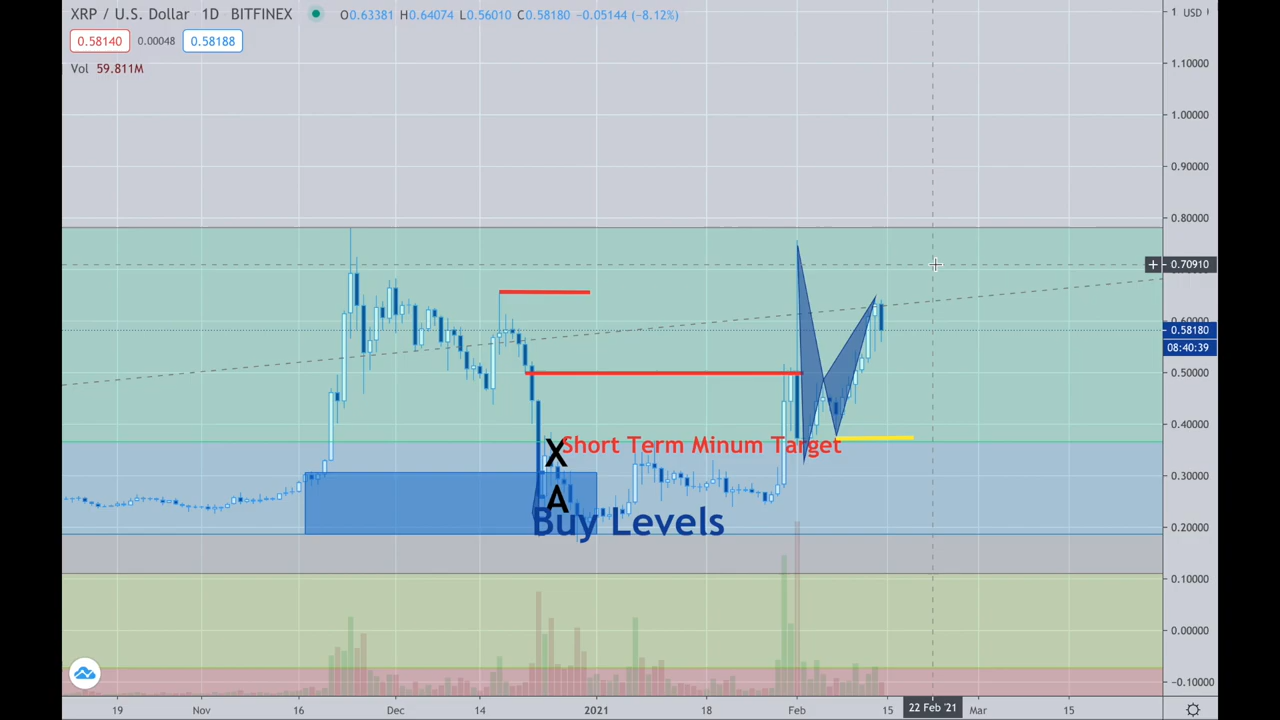 XRP / U.S. Dollar 1D BITFINEX O0.63381 H0.64074 L0.56010 C0.58180 -0.05144 (-8.12%)
0.58140 0.00048 0.58188
Vol 59.811M
1 USD
1.10000
1.00000
0.90000
0.80000
+ 0.70910
0.60000
0.58180
08:40:39
0.50000
0.40000
X Short Term Minum Target
0.30000
A
Buy Levels
0.20000
0.10000
0.00000
-0.10000
19 Nov 16 Dec 14 2021 18 Feb 15 22 Feb '21 Mar 15